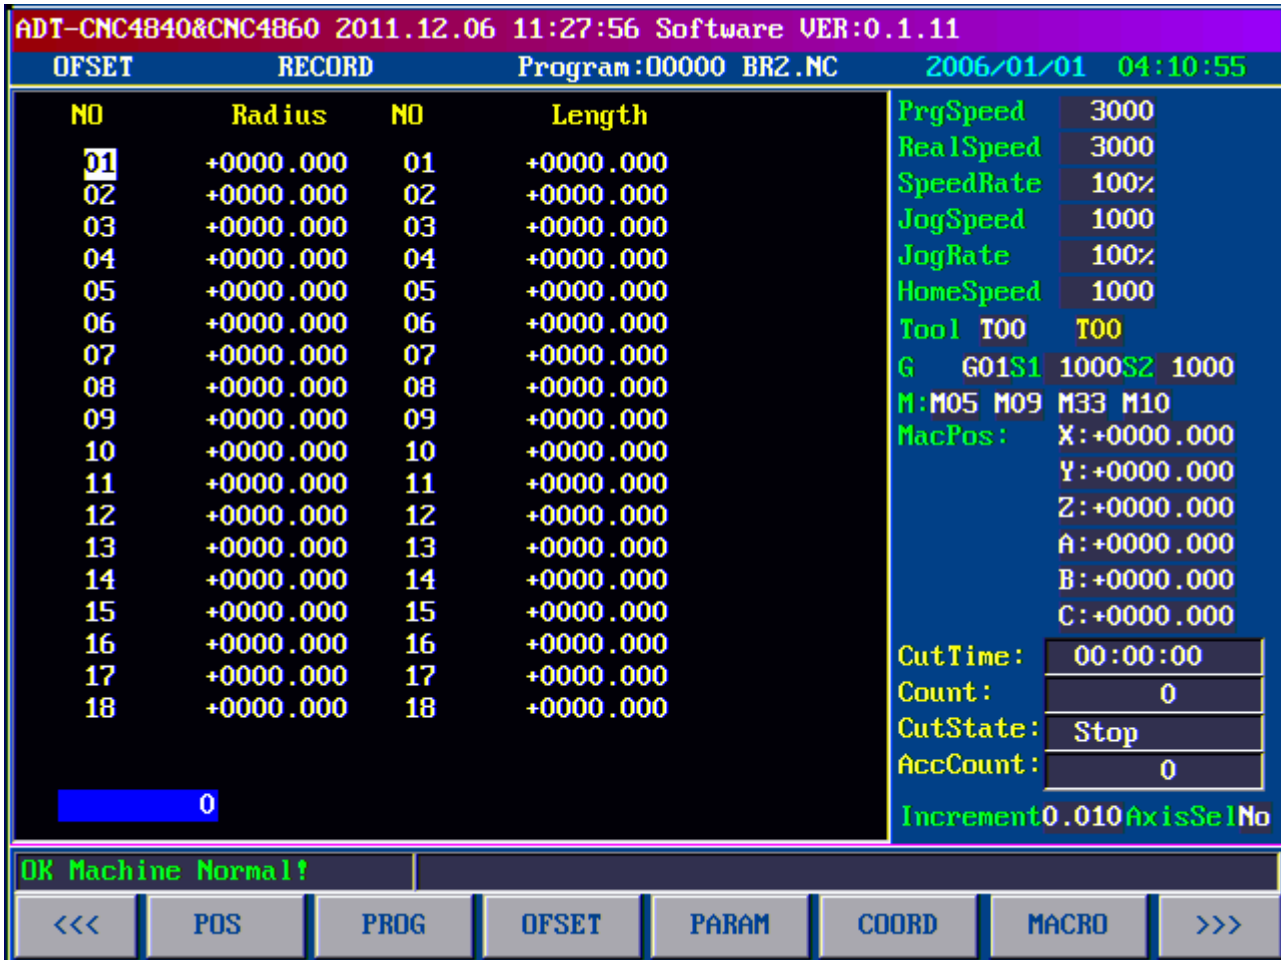 ADT-CNC4840&CNC4860 2011.12.06 11:27:56 Software VER:0.1.11
OFSET RECORD Program:O0000 BR2.NC 2006/01/01 04:10:55
NO Radius NO Length
01 +0000.000 01 +0000.000
02 +0000.000 02 +0000.000
03 +0000.000 03 +0000.000
04 +0000.000 04 +0000.000
05 +0000.000 05 +0000.000
06 +0000.000 06 +0000.000
07 +0000.000 07 +0000.000
08 +0000.000 08 +0000.000
09 +0000.000 09 +0000.000
10 +0000.000 10 +0000.000
11 +0000.000 11 +0000.000
12 +0000.000 12 +0000.000
13 +0000.000 13 +0000.000
14 +0000.000 14 +0000.000
15 +0000.000 15 +0000.000
16 +0000.000 16 +0000.000
17 +0000.000 17 +0000.000
18 +0000.000 18 +0000.000
0
PrgSpeed 3000
RealSpeed 3000
SpeedRate 100%
JogSpeed 1000
JogRate 100%
HomeSpeed 1000
Tool T00 T00
G G01S1 1000S2 1000
M:M05 M09 M33 M10
MacPos: X:+0000.000
Y:+0000.000
Z:+0000.000
A:+0000.000
B:+0000.000
C:+0000.000
CutTime: 00:00:00
Count: 0
CutState: Stop
AccCount: 0
Increment0.010AxisSelNo
OK Machine Normal!
<<< POS PROG OFSET PARAM COORD MACRO >>>